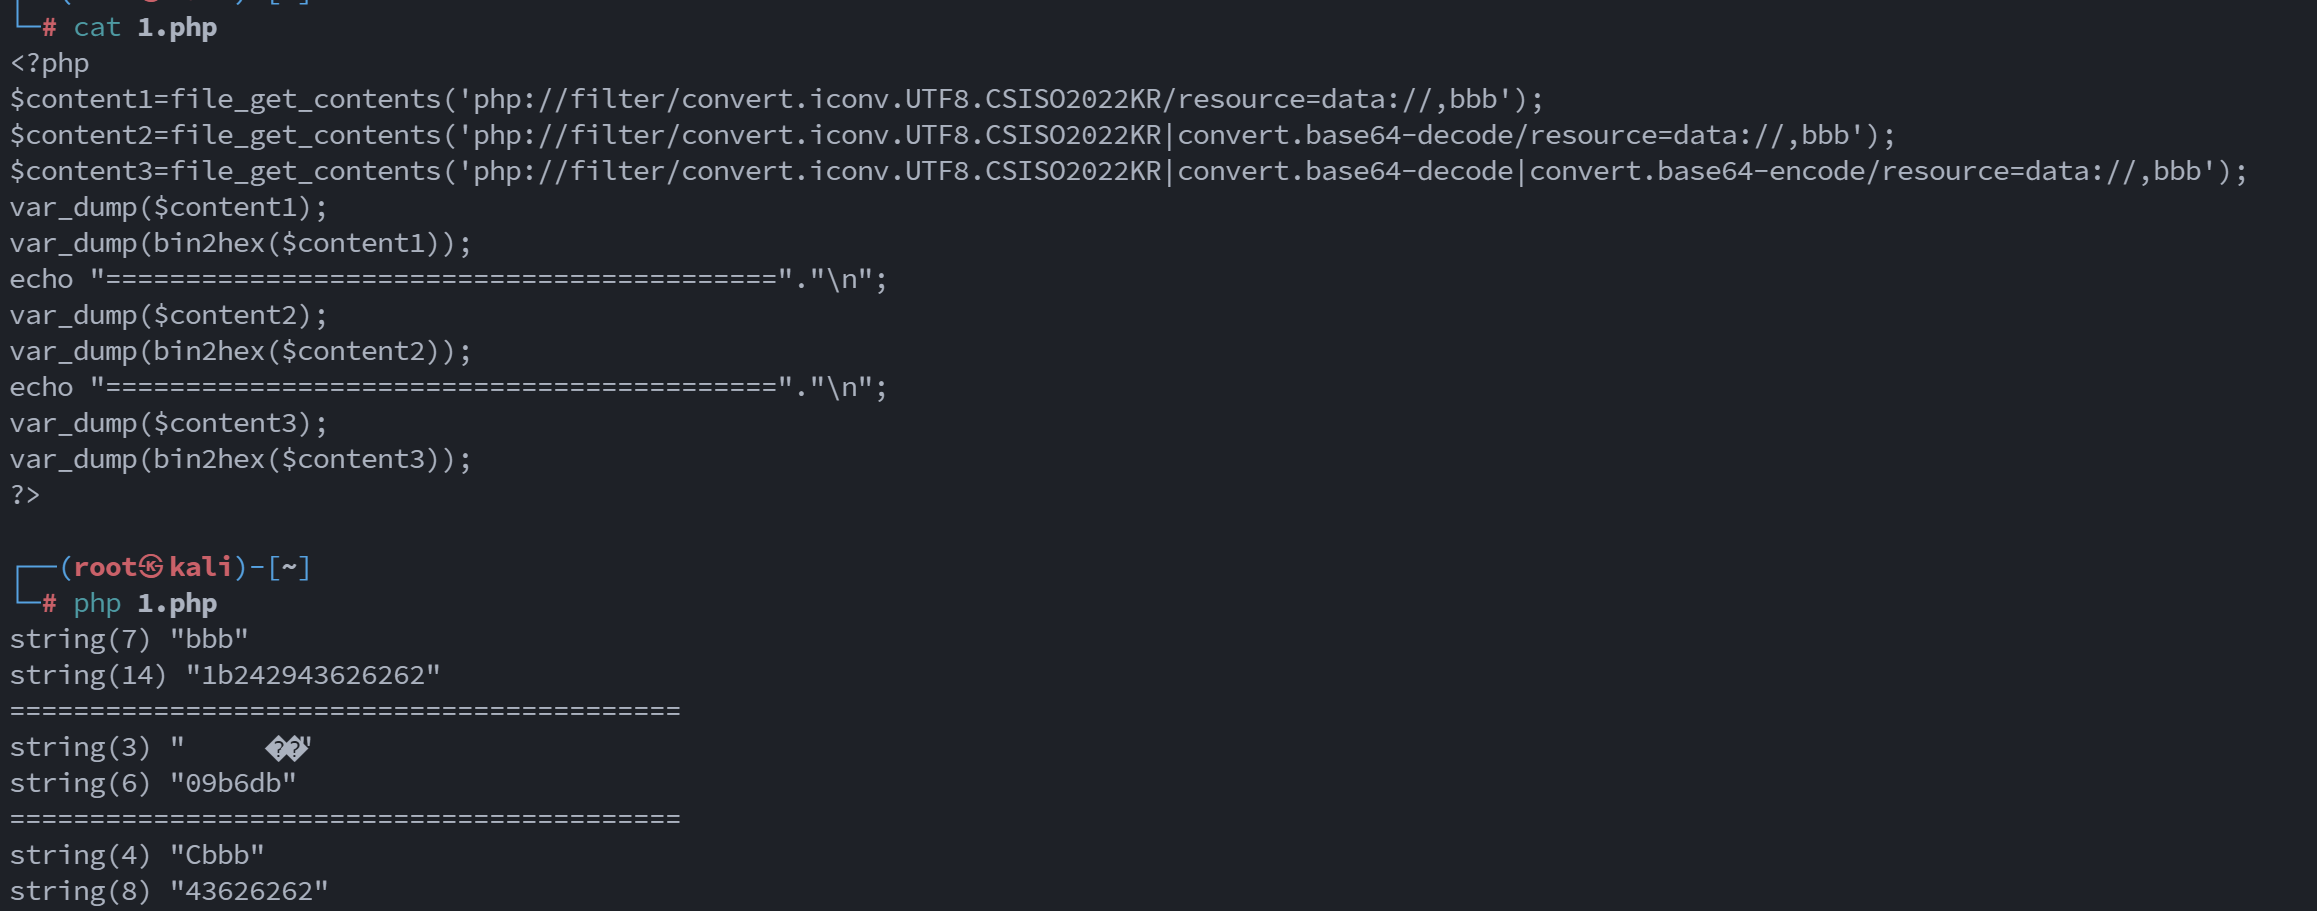 └─# cat 1.php
<?php
$content1=file_get_contents('php://filter/convert.iconv.UTF8.CSISO2022KR/resource=data://,bbb');
$content2=file_get_contents('php://filter/convert.iconv.UTF8.CSISO2022KR|convert.base64-decode/resource=data://,bbb');
$content3=file_get_contents('php://filter/convert.iconv.UTF8.CSISO2022KR|convert.base64-decode|convert.base64-encode/resource=data://,bbb');
var_dump($content1);
var_dump(bin2hex($content1));
echo "=========================================="."\n";
var_dump($content2);
var_dump(bin2hex($content2));
echo "=========================================="."\n";
var_dump($content3);
var_dump(bin2hex($content3));
?>
┌──(root㉿kali)-[~]
└─# php 1.php
string(7) "bbb"
string(14) "1b242943626262"
==========================================
string(3) "     ��"
string(6) "09b6db"
==========================================
string(4) "Cbbb"
string(8) "43626262"